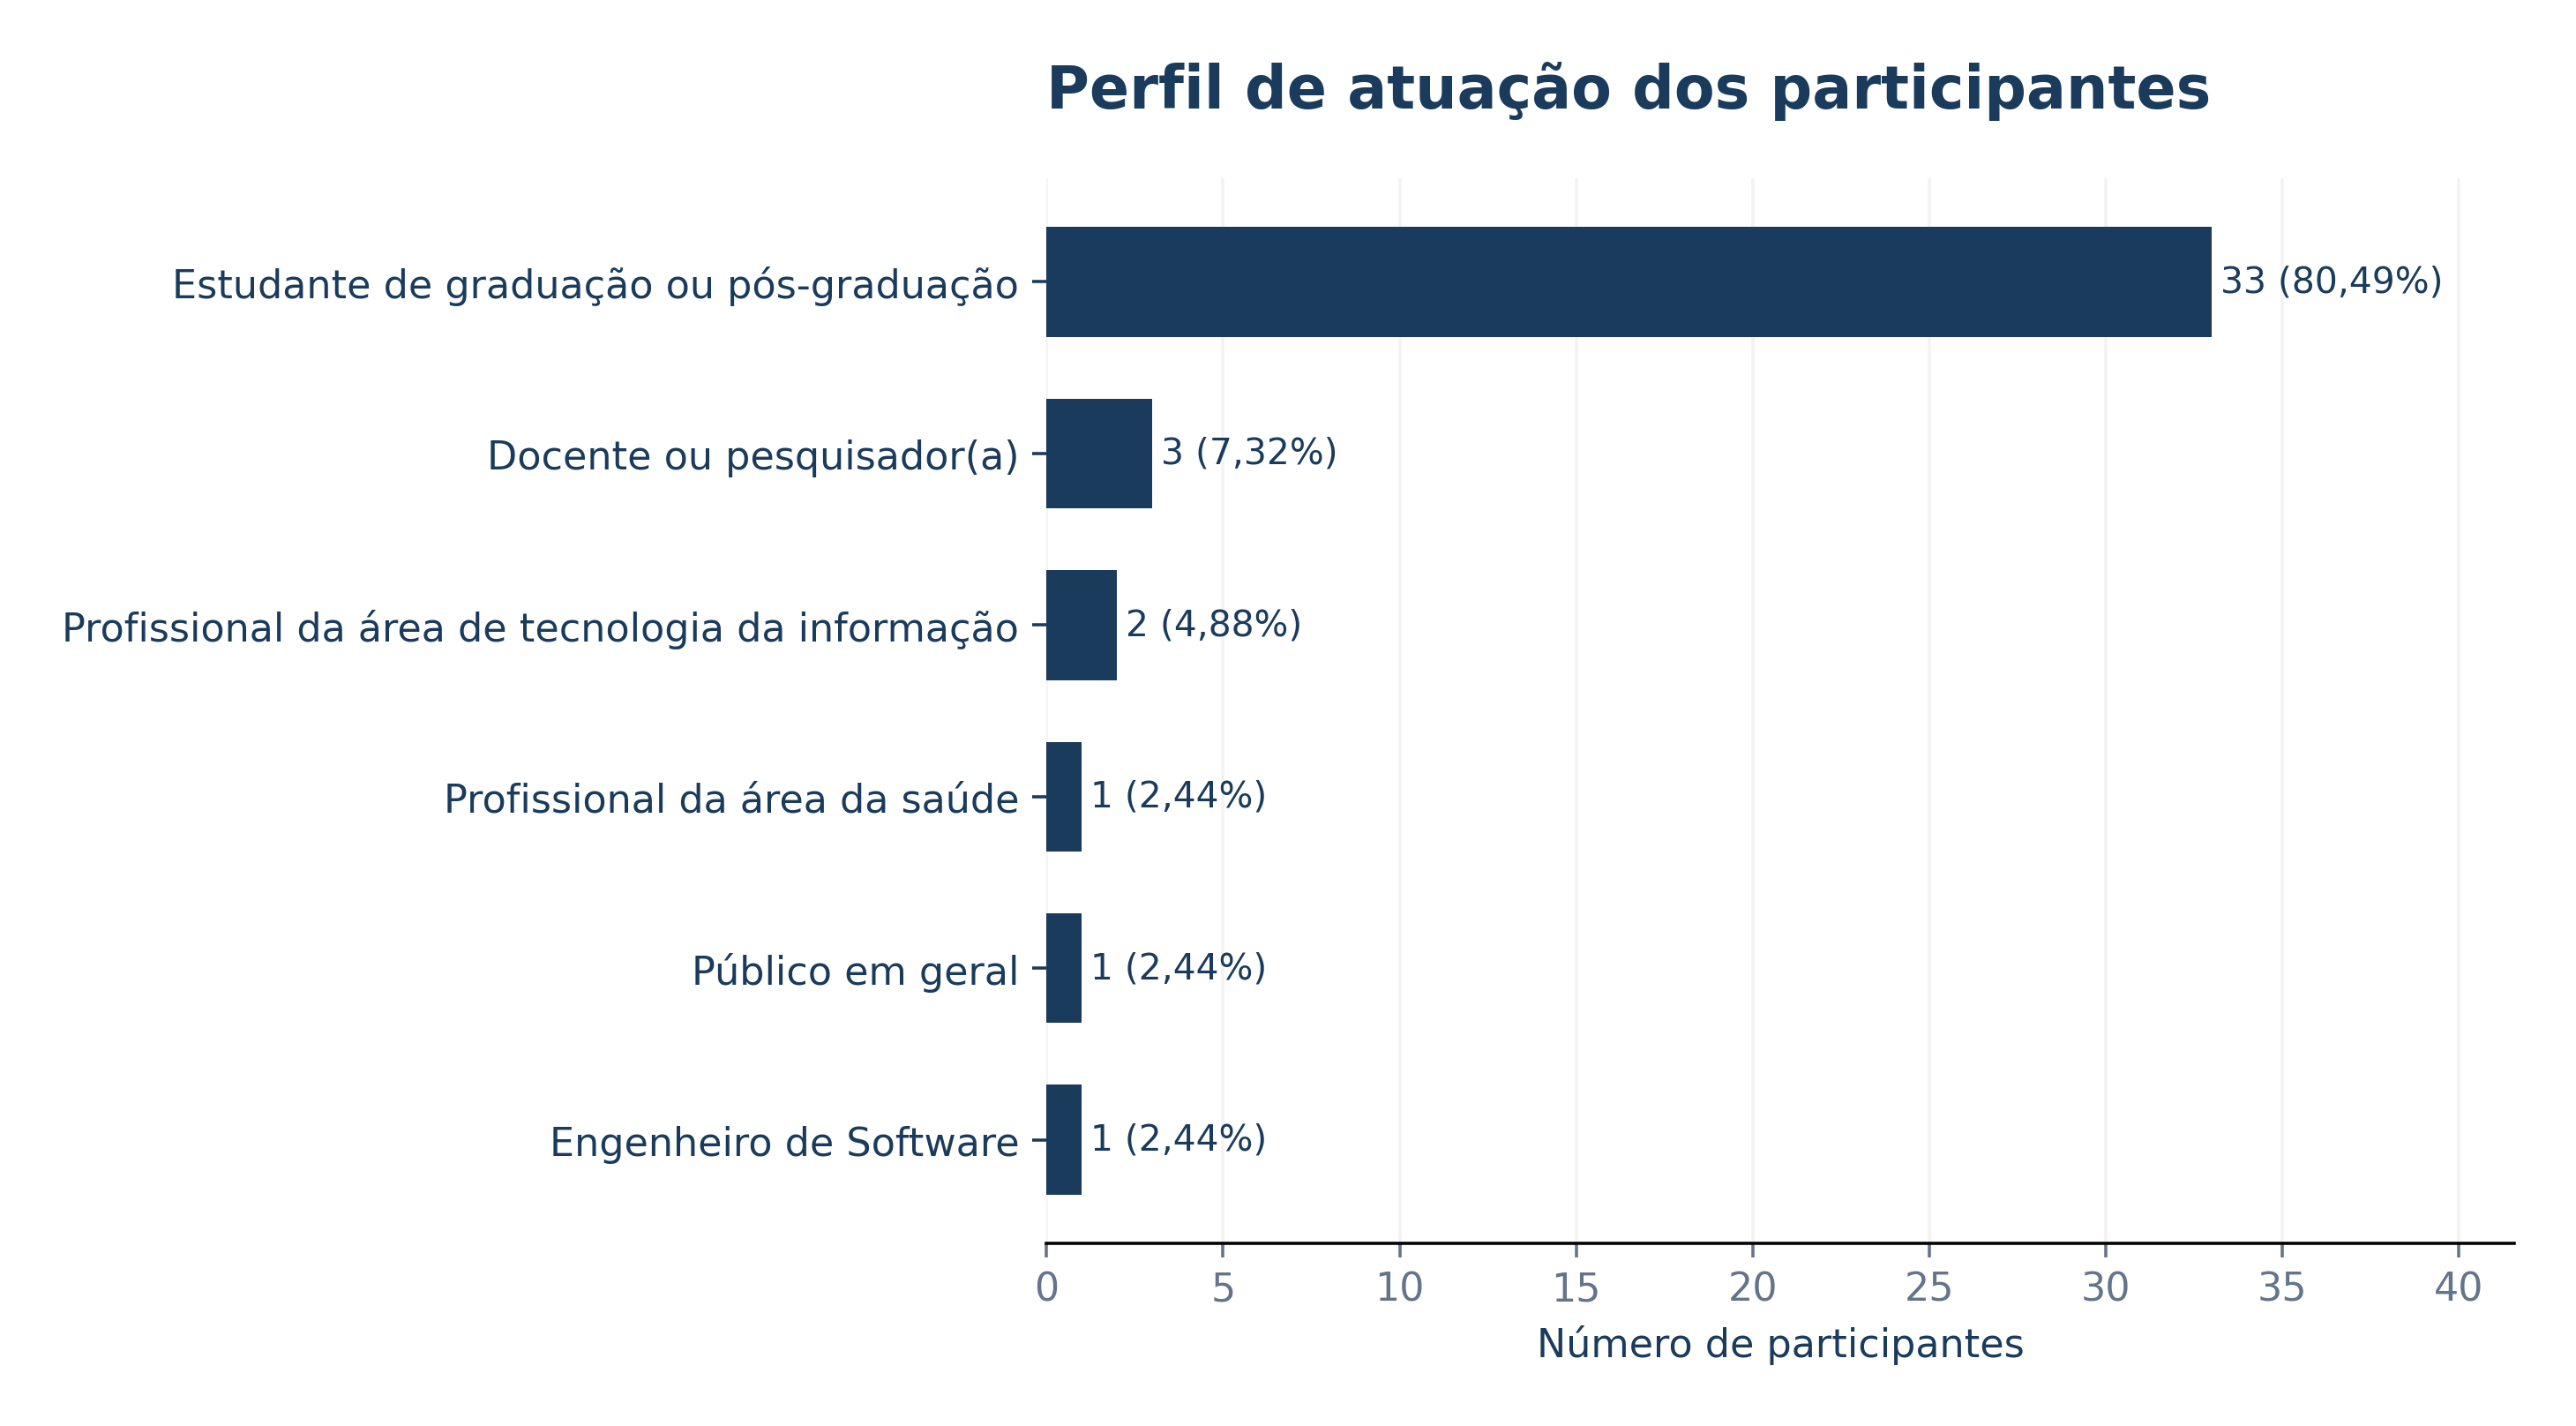 Perfil de atuação dos participantes
Estudante de graduação ou pós-graduação
33 (80,49%)
Docente ou pesquisador(a)
3 (7,32%)
Profissional da área de tecnologia da informação
2 (4,88%)
Profissional da área da saúde
1 (2,44%)
Público em geral
1 (2,44%)
Engenheiro de Software
1 (2,44%)
0 5 10 15 20 25 30 35 40
Número de participantes